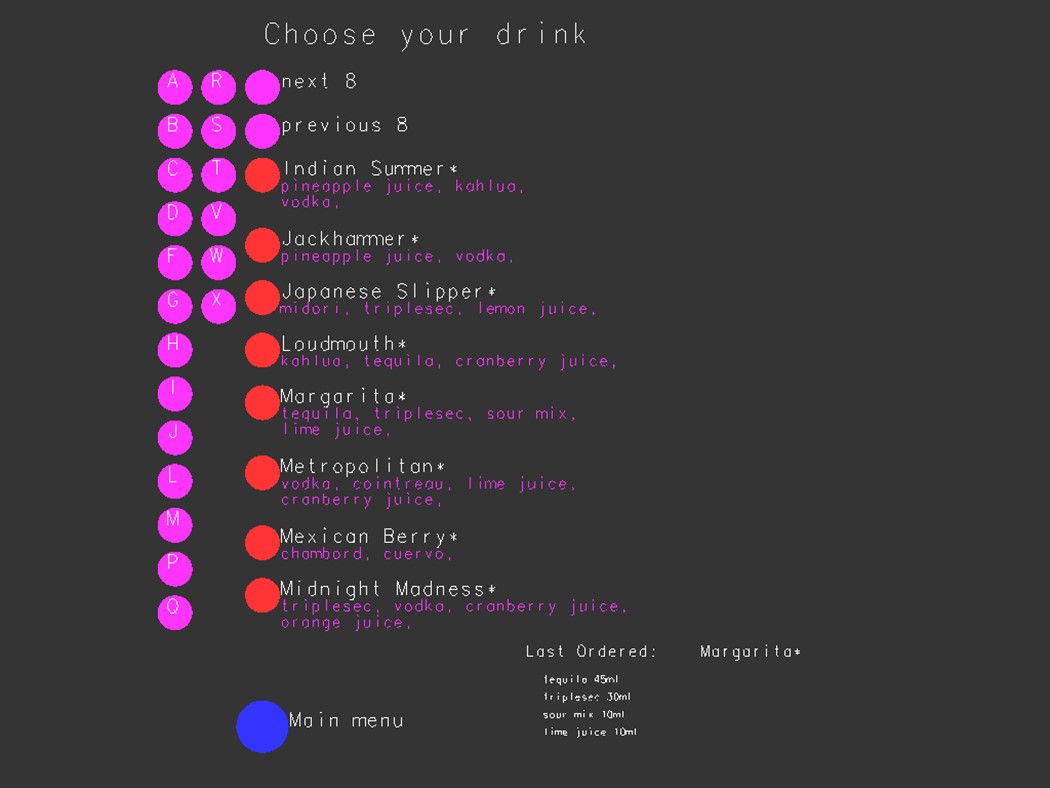 Choose your drink
A R next 8
B S previous 8
C T Indian Summer*
pineapple juice, kahlua,
vodka,
D V
Jackhammer*
F W pineapple juice, vodka,
G X Japanese Slipper*
midori, triplesec, lemon juice,
H Loudmouth*
kahlua, tequila, cranberry juice,
I Margarita*
tequila, triplesec, sour mix,
J lime juice,
L Metropolitan*
vodka, cointreau, lime juice,
cranberry juice,
M Mexican Berry*
chambord, cuervo,
P
Q Midnight Madness*
triplesec, vodka, cranberry juice,
orange juice,
Last Ordered: Margarita*
tequila 45ml
triplesec 30ml
sour mix 10ml
lime juice 10ml
Main menu